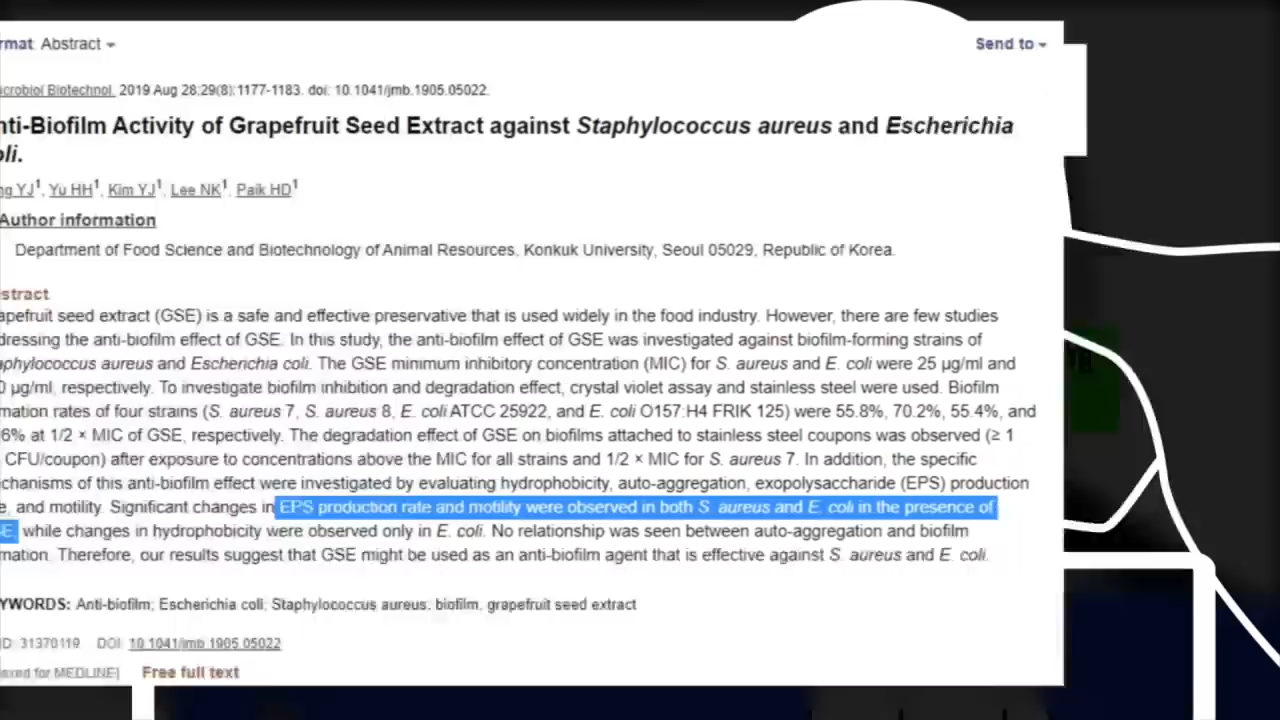 rmat: Abstract
Send to
icrobiol Biotechnol. 2019 Aug 28;29(8):1177-1183. doi: 10.1041/jmb.1905.05022.
nti-Biofilm Activity of Grapefruit Seed Extract against Staphylococcus aureus and Escherichia
oli.
ng YJ1, Yu HH1, Kim YJ1, Lee NK1, Paik HD1
Author information
Department of Food Science and Biotechnology of Animal Resources, Konkuk University, Seoul 05029, Republic of Korea.
stract
apefruit seed extract (GSE) is a safe and effective preservative that is used widely in the food industry. However, there are few studies
dressing the anti-biofilm effect of GSE. In this study, the anti-biofilm effect of GSE was investigated against biofilm-forming strains of
aphylococcus aureus and Escherichia coli. The GSE minimum inhibitory concentration (MIC) for S. aureus and E. coli were 25 µg/ml and
0 µg/ml, respectively. To investigate biofilm inhibition and degradation effect, crystal violet assay and stainless steel were used. Biofilm
mation rates of four strains (S. aureus 7, S. aureus 8, E. coli ATCC 25922, and E. coli O157:H4 FRIK 125) were 55.8%, 70.2%, 55.4%, and
6% at 1/2 × MIC of GSE, respectively. The degradation effect of GSE on biofilms attached to stainless steel coupons was observed (≥ 1
CFU/coupon) after exposure to concentrations above the MIC for all strains and 1/2 × MIC for S. aureus 7. In addition, the specific
chanisms of this anti-biofilm effect were investigated by evaluating hydrophobicity, auto-aggregation, exopolysaccharide (EPS) production
e, and motility. Significant changes in EPS production rate and motility were observed in both S. aureus and E. coli in the presence of
SE, while changes in hydrophobicity were observed only in E. coli. No relationship was seen between auto-aggregation and biofilm
mation. Therefore, our results suggest that GSE might be used as an anti-biofilm agent that is effective against S. aureus and E. coli.
YWORDS: Anti-biofilm; Escherichia coli; Staphylococcus aureus; biofilm; grapefruit seed extract
ID: 31370119 DOI: 10.1041/jmb.1905.05022
exed for MEDLINE] Free full text